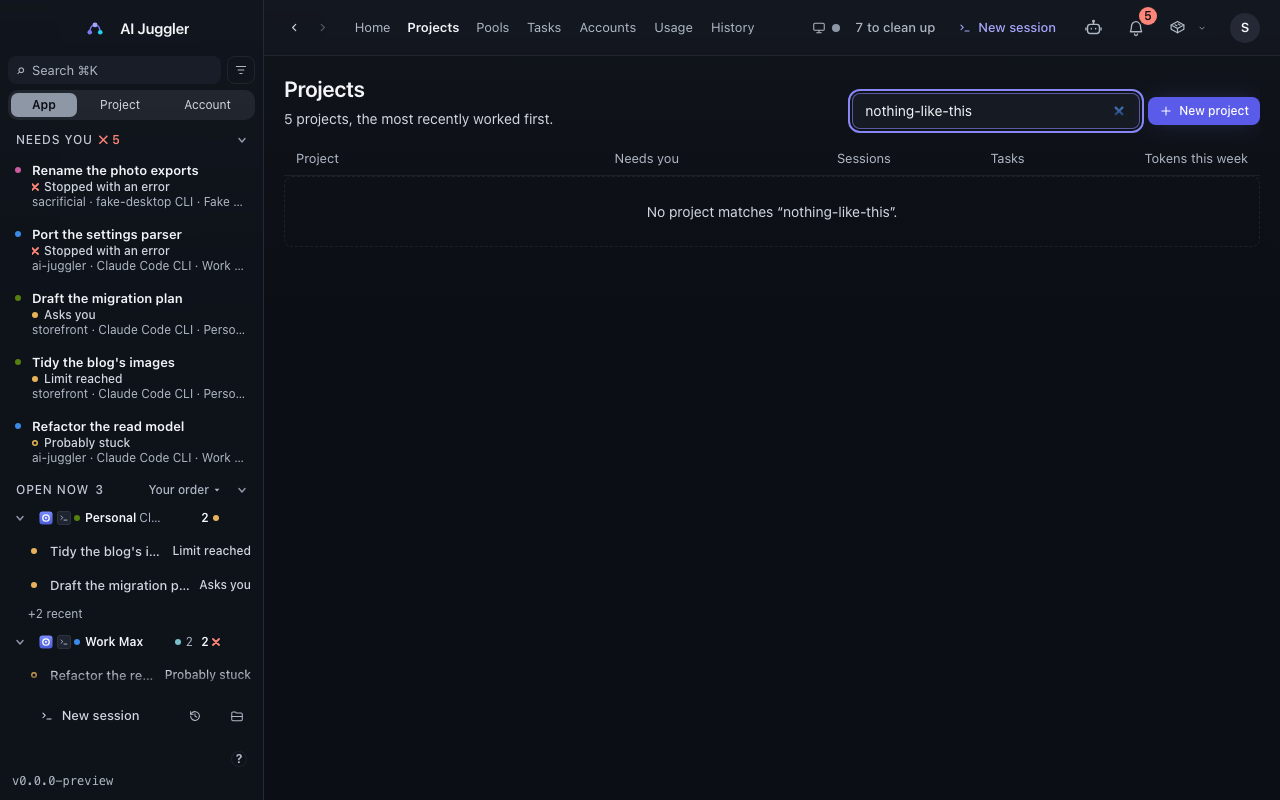 AI Juggler
Search ⌘K
App Project Account
NEEDS YOU 5
Rename the photo exports
Stopped with an error
sacrificial · fake-desktop CLI · Fake ...
Port the settings parser
Stopped with an error
ai-juggler · Claude Code CLI · Work ...
Draft the migration plan
Asks you
storefront · Claude Code CLI · Perso...
Tidy the blog's images
Limit reached
storefront · Claude Code CLI · Perso...
Refactor the read model
Probably stuck
ai-juggler · Claude Code CLI · Work ...
OPEN NOW 3 Your order
Personal Cl... 2
Tidy the blog's i... Limit reached
Draft the migration p... Asks you
+2 recent
Work Max 2 2
Refactor the re... Probably stuck
New session
?
v0.0.0-preview
Home Projects Pools Tasks Accounts Usage History 7 to clean up New session 5 S
Projects
5 projects, the most recently worked first.
nothing-like-this
New project
Project Needs you Sessions Tasks Tokens this week
No project matches “nothing-like-this”.